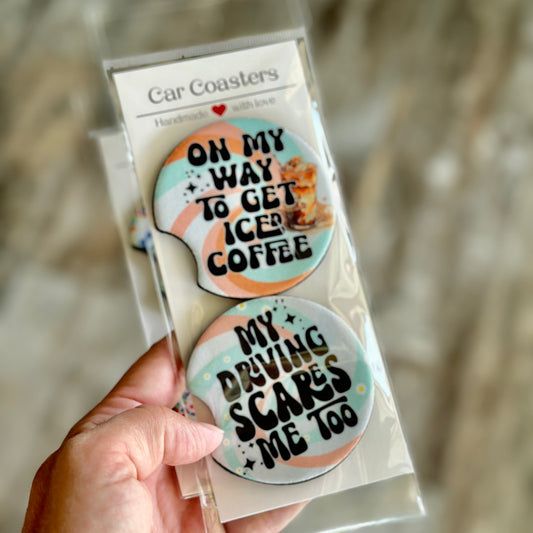 Car Coasters
Handmade with love
ON MY
WAY
TO GET
ICED
COFFEE
MY
DRIVING
SCARES
ME TOO